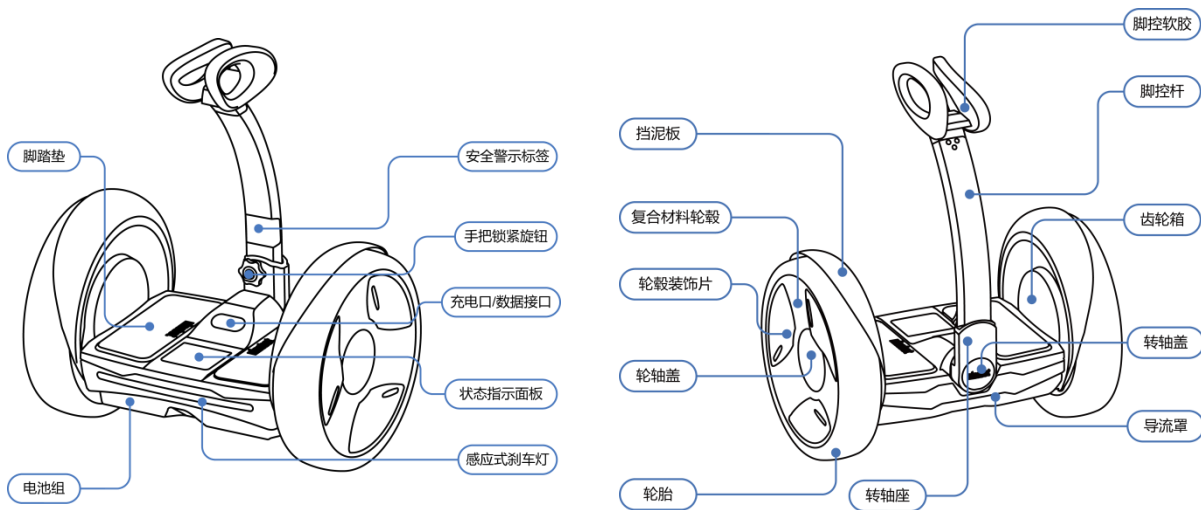 脚踏垫
电池组
安全警示标签
手把锁紧旋钮
充电口/数据接口
状态指示面板
感应式刹车灯
挡泥板
复合材料轮毂
轮毂装饰片
轮轴盖
轮胎
脚控软胶
脚控杆
齿轮箱
转轴盖
导流罩
转轴座